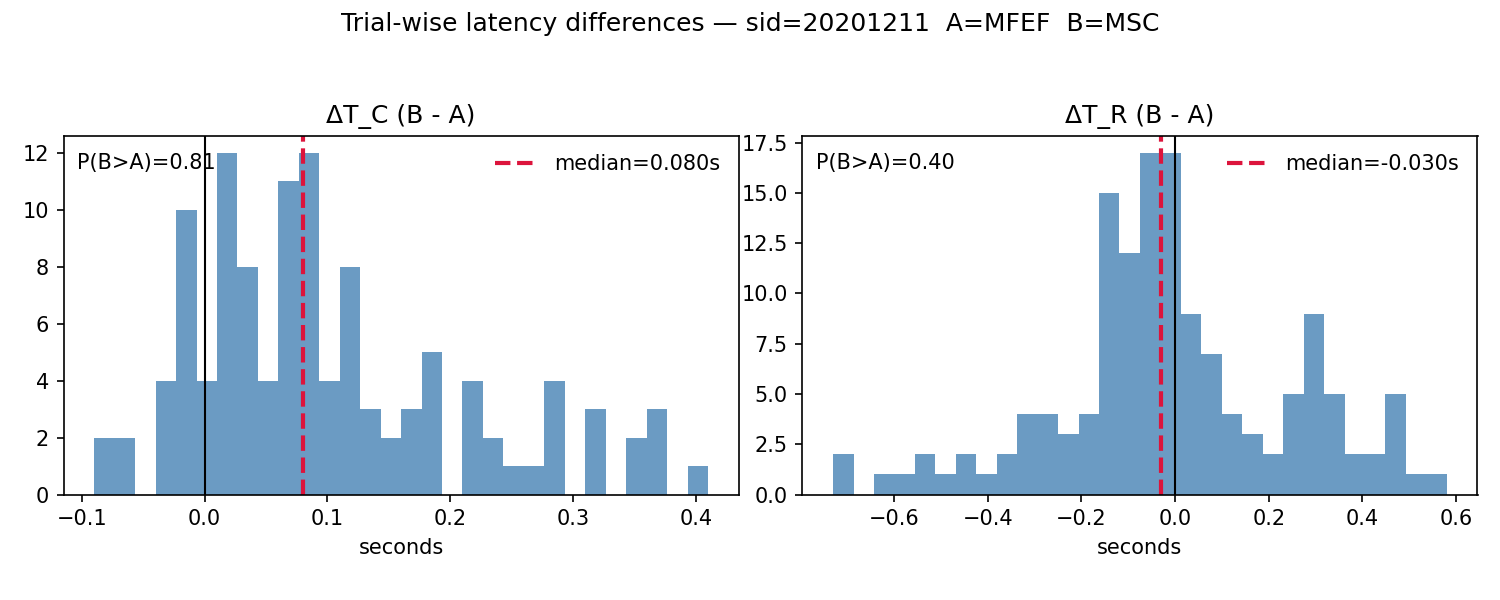 Trial-wise latency differences — sid=20201211  A=MFEF  B=MSC
ΔT_C (B - A)
P(B>A)=0.81
median=0.080s
12
10
8
6
4
2
0
−0.1 0.0 0.1 0.2 0.3 0.4
seconds
ΔT_R (B - A)
P(B>A)=0.40
median=-0.030s
17.5
15.0
12.5
10.0
7.5
5.0
2.5
0.0
−0.6 −0.4 −0.2 0.0 0.2 0.4 0.6
seconds